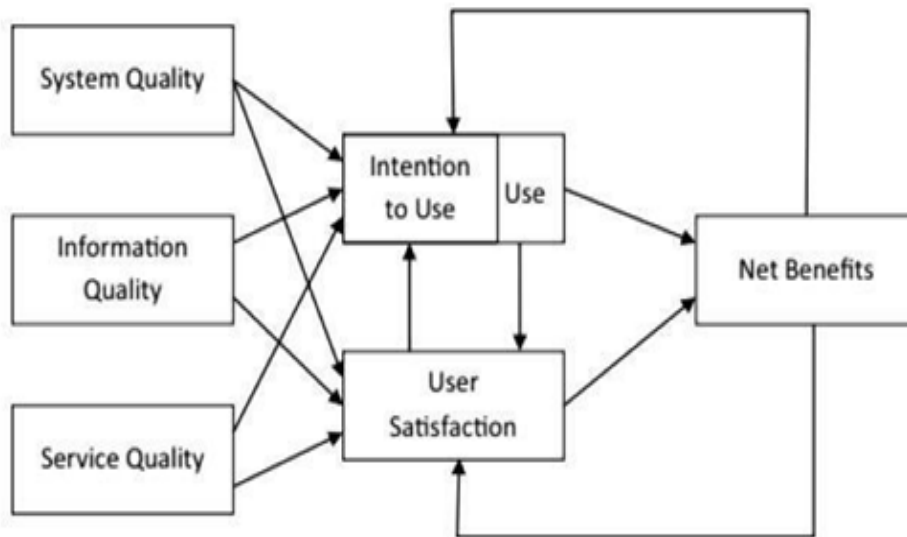 System Quality
Intention
to Use
Use
Information
Quality
Net Benefits
User
Satisfaction
Service Quality